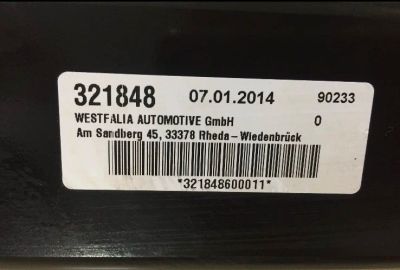 321848 07.01.2014 90233
WESTFALIA AUTOMOTIVE GmbH 0
Am Sandberg 45, 33378 Rheda-Wiedenbrück
*321848600011*